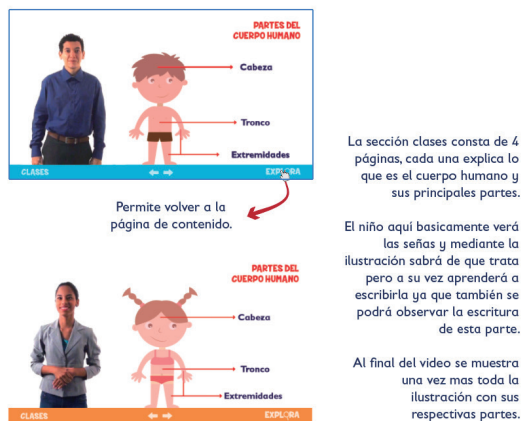 PARTES DEL
CUERPO HUMANO
Cabeza
Tronco
Extremidades
CLASES
EXPLORA
Permite volver a la
página de contenido.
PARTES DEL
CUERPO HUMANO
Cabeza
Tronco
Extremidades
CLASES
EXPLORA
La sección clases consta de 4
páginas, cada una explica lo
que es el cuerpo humano y
sus principales partes.
El niño aquí basicamente verá
las señas y mediante la
ilustración sabrá de que trata
pero a su vez aprenderá a
escribirla ya que también se
podrá observar la escritura
de esta parte.
Al final del video se muestra
una vez mas toda la
ilustración con sus
respectivas partes.